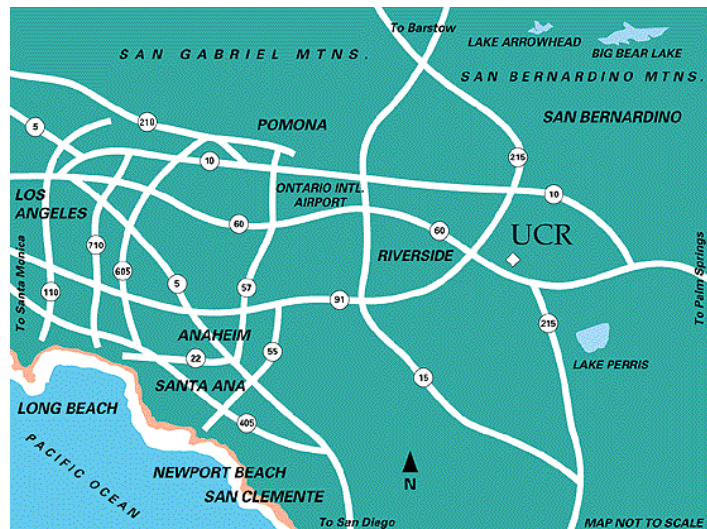 To Barstow
LAKE ARROWHEAD
BIG BEAR LAKE
SAN GABRIEL MTNS.
SAN BERNARDINO MTNS.
SAN BERNARDINO
5
210
POMONA
215
10
10
LOS
ANGELES
ONTARIO INTL.
AIRPORT
60
60
UCR
710
RIVERSIDE
To Santa Monica
605
5
57
110
91
To Palm Springs
215
ANAHEIM
22
55
LAKE PERRIS
SANTA ANA
15
LONG BEACH
405
PACIFIC OCEAN
NEWPORT BEACH
N
SAN CLEMENTE
To San Diego
MAP NOT TO SCALE